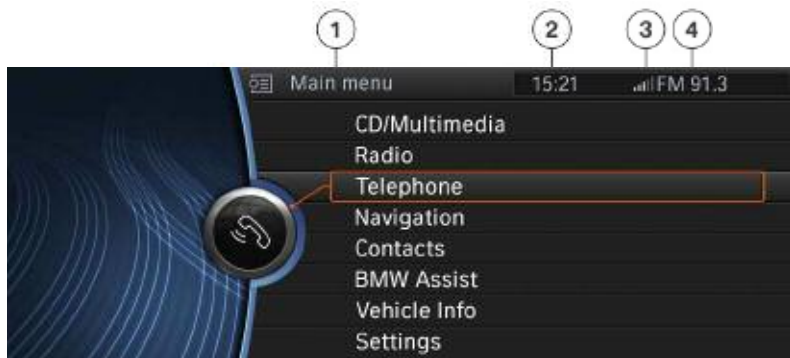 1 2 3 4
Main menu 15:21 FM 91.3
CD/Multimedia
Radio
Telephone
Navigation
Contacts
BMW Assist
Vehicle Info
Settings